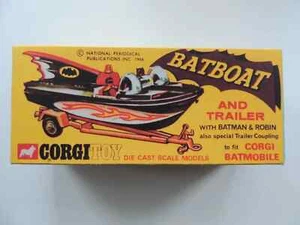 © NATIONAL PERIODICAL
PUBLICATIONS INC. 1966
BATBOAT
AND TRAILER
WITH BATMAN & ROBIN
also special Trailer Coupling
to fit CORGI
BATMOBILE
CORGI TOY
DIE CAST SCALE MODELS